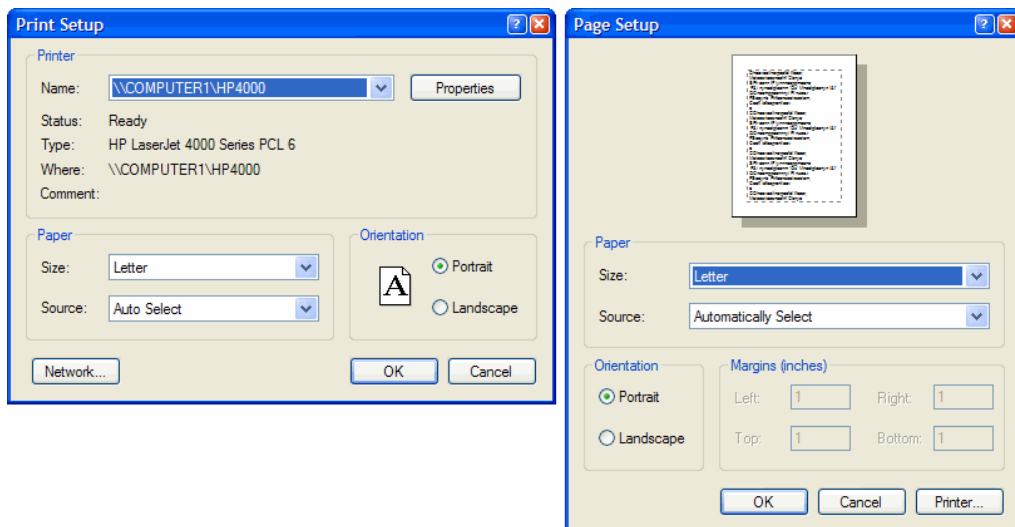 Print Setup
Printer
Name: \\COMPUTER1\HP4000 Properties
Status: Ready
Type: HP LaserJet 4000 Series PCL 6
Where: \\COMPUTER1\HP4000
Comment:
Paper
Size: Letter
Source: Auto Select
Orientation
A
Portrait
Landscape
Network... OK Cancel
Page Setup
Paper
Size: Letter
Source: Automatically Select
Orientation
Portrait
Landscape
Margins (inches)
Left: 1 Right: 1
Top: 1 Bottom: 1
OK Cancel Printer...